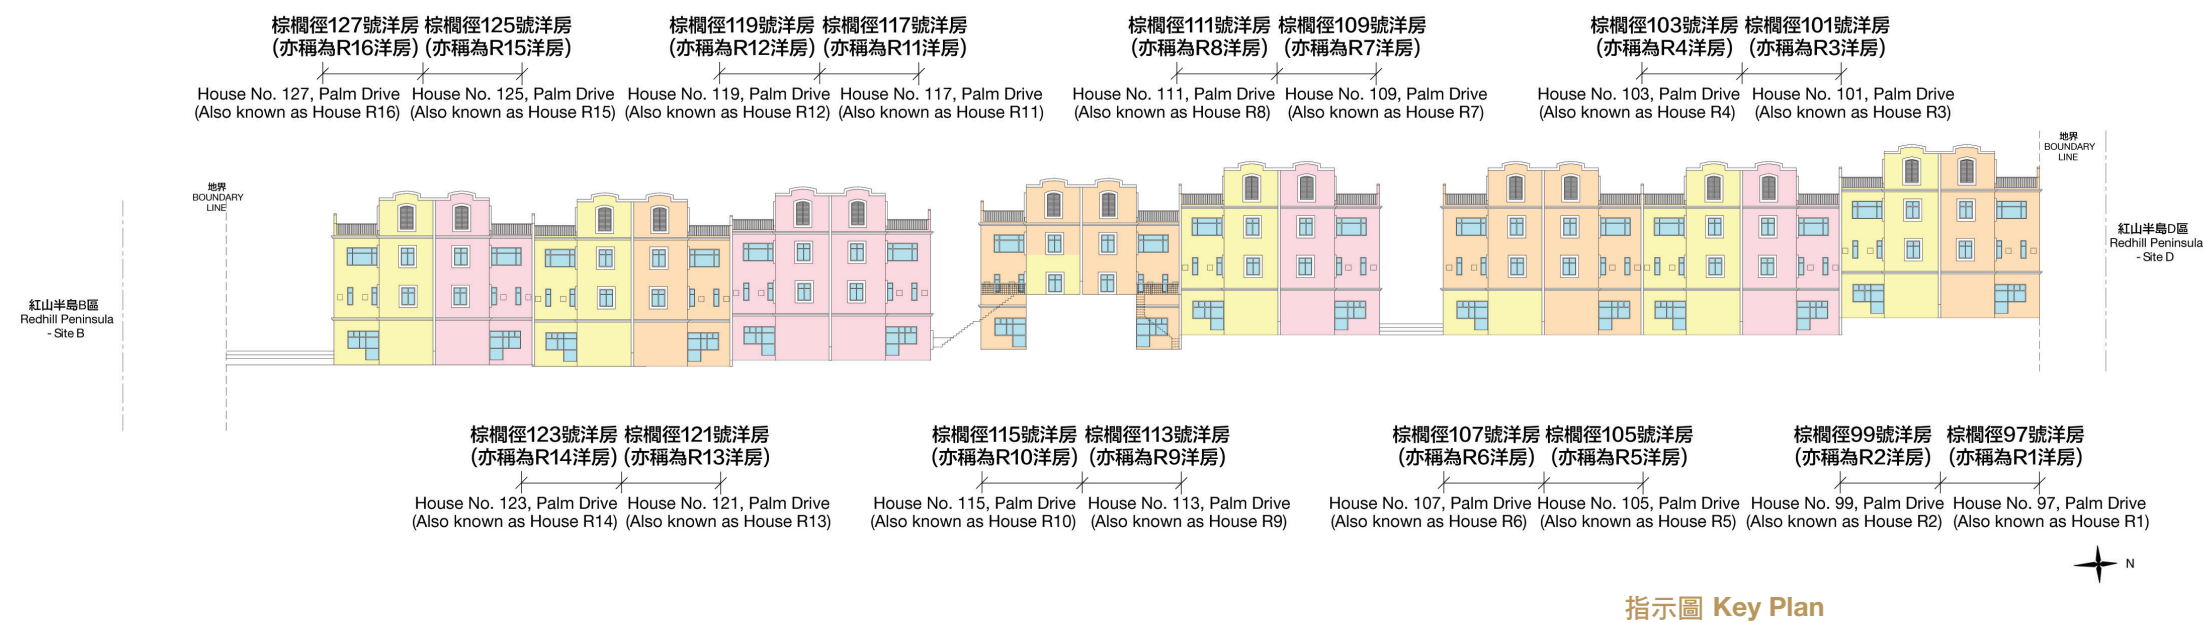 棕櫚徑127號洋房 棕櫚徑125號洋房
(亦稱為R16洋房) (亦稱為R15洋房)
House No. 127, Palm Drive House No. 125, Palm Drive
(Also known as House R16) (Also known as House R15)
棕櫚徑119號洋房 棕櫚徑117號洋房
(亦稱為R12洋房) (亦稱為R11洋房)
House No. 119, Palm Drive House No. 117, Palm Drive
(Also known as House R12) (Also known as House R11)
棕櫚徑111號洋房 棕櫚徑109號洋房
(亦稱為R8洋房) (亦稱為R7洋房)
House No. 111, Palm Drive House No. 109, Palm Drive
(Also known as House R8) (Also known as House R7)
棕櫚徑103號洋房 棕櫚徑101號洋房
(亦稱為R4洋房) (亦稱為R3洋房)
House No. 103, Palm Drive House No. 101, Palm Drive
(Also known as House R4) (Also known as House R3)
地界
BOUNDARY
LINE
地界
BOUNDARY
LINE
紅山半島B區
Redhill Peninsula
- Site B
紅山半島D區
Redhill Peninsula
- Site D
棕櫚徑123號洋房 棕櫚徑121號洋房
(亦稱為R14洋房) (亦稱為R13洋房)
House No. 123, Palm Drive House No. 121, Palm Drive
(Also known as House R14) (Also known as House R13)
棕櫚徑115號洋房 棕櫚徑113號洋房
(亦稱為R10洋房) (亦稱為R9洋房)
House No. 115, Palm Drive House No. 113, Palm Drive
(Also known as House R10) (Also known as House R9)
棕櫚徑107號洋房 棕櫚徑105號洋房
(亦稱為R6洋房) (亦稱為R5洋房)
House No. 107, Palm Drive House No. 105, Palm Drive
(Also known as House R6) (Also known as House R5)
棕櫚徑99號洋房 棕櫚徑97號洋房
(亦稱為R2洋房) (亦稱為R1洋房)
House No. 99, Palm Drive House No. 97, Palm Drive
(Also known as House R2) (Also known as House R1)
N
指示圖 Key Plan